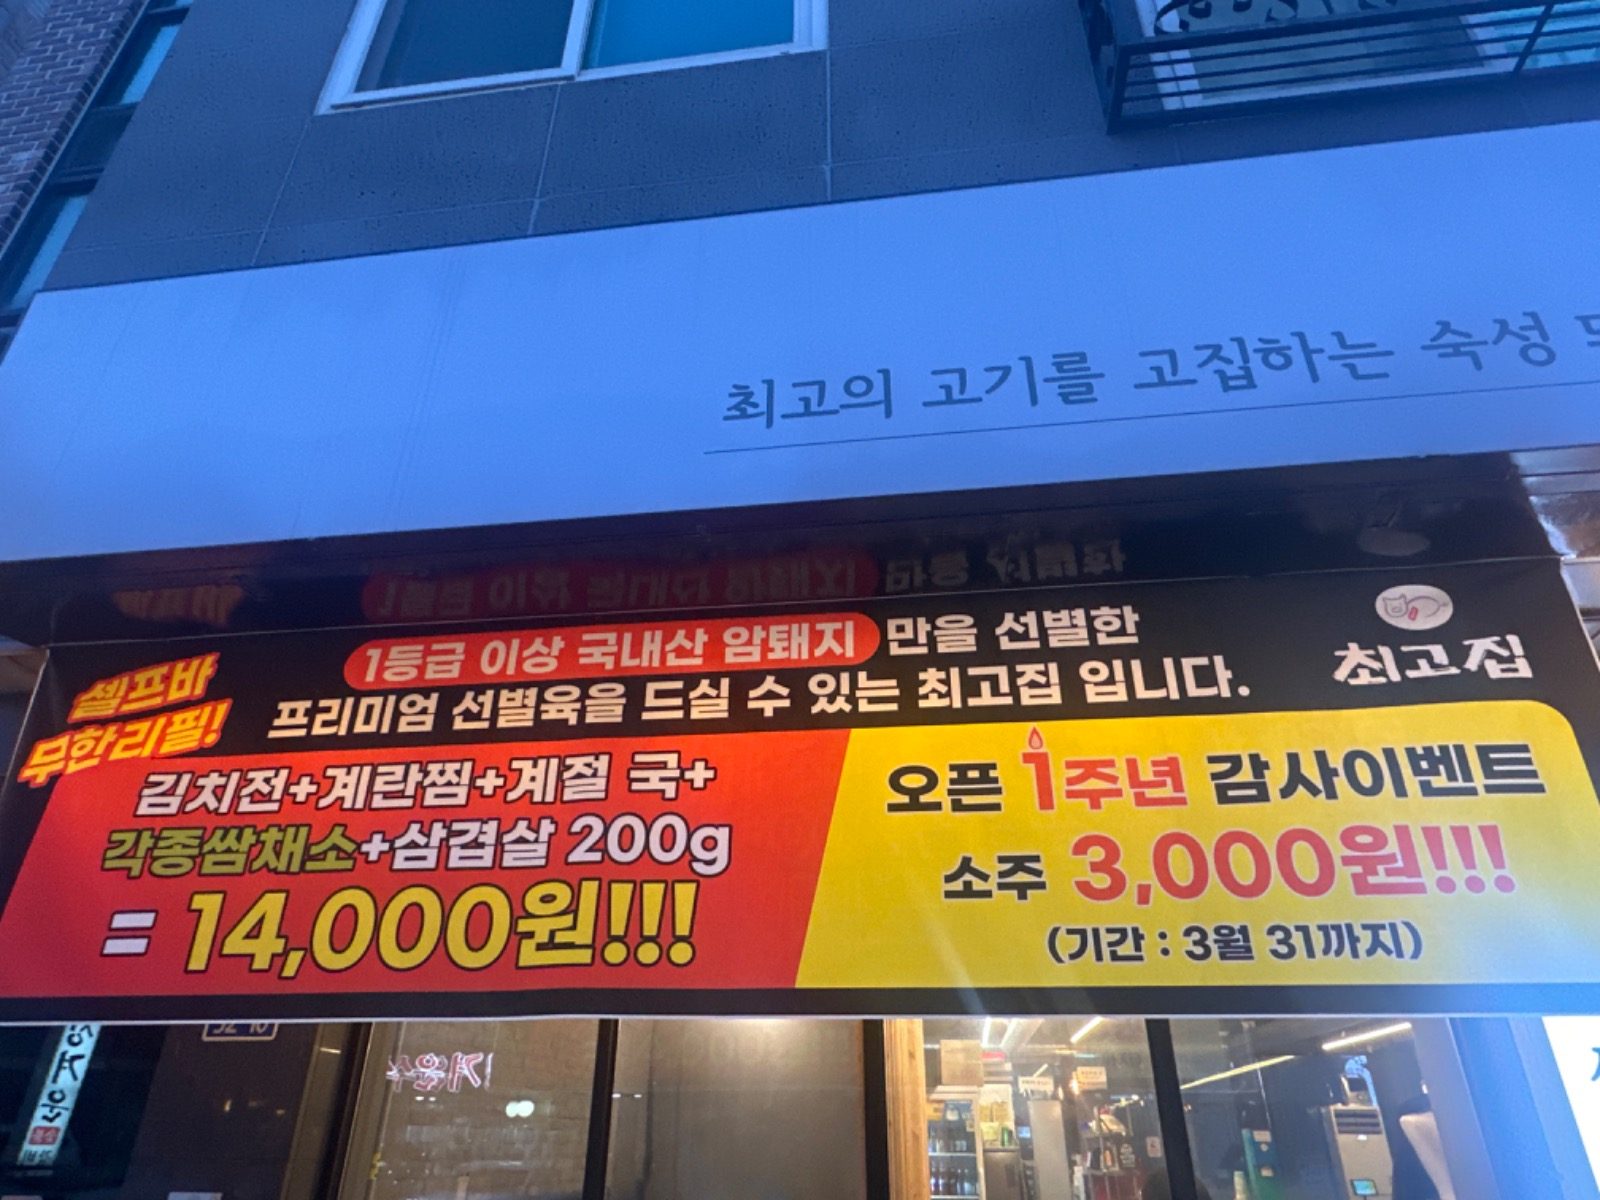 최고의 고기를 고집하는 숙성
셀프바
무한리필!
1등급 이상 국내산 암퇘지 만을 선별한
프리미엄 선별육을 드실 수 있는 최고집 입니다.
최고집
김치전+계란찜+계절 국+
각종쌈채소+삼겹살 200g
= 14,000원!!!
오픈 1주년 감사이벤트
소주 3,000원!!!
(기간 : 3월 31까지)